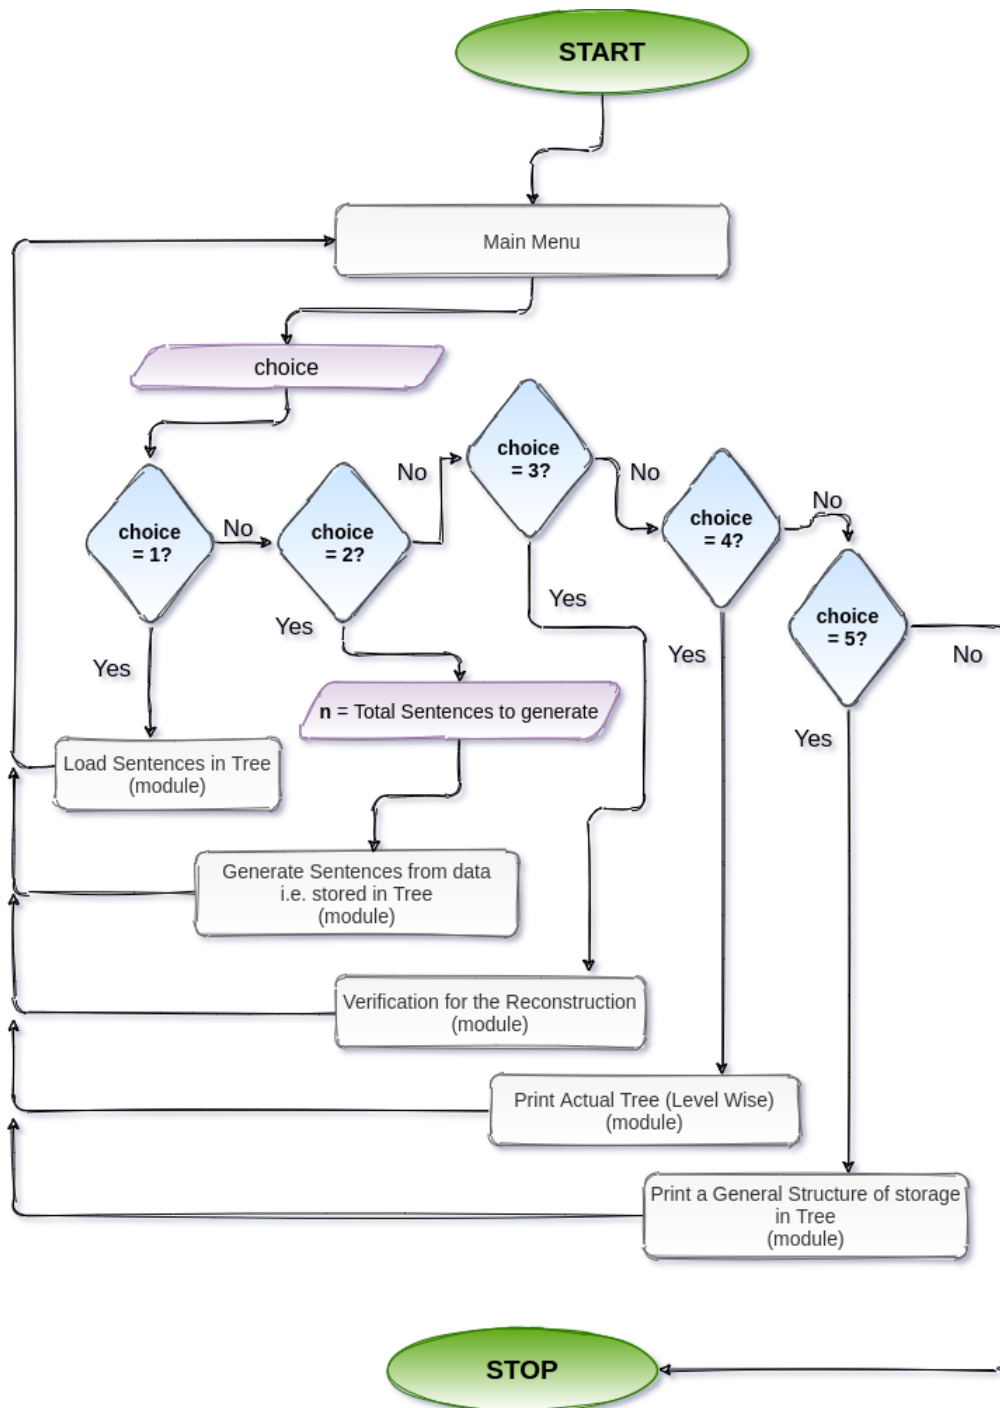 START
Main Menu
choice
choice
= 1?
No
choice
= 2?
No
choice
= 3?
No
choice
= 4?
No
choice
= 5?
No
Yes
Yes
Yes
Yes
Yes
n = Total Sentences to generate
Load Sentences in Tree
(module)
Generate Sentences from data
i.e. stored in Tree
(module)
Verification for the Reconstruction
(module)
Print Actual Tree (Level Wise)
(module)
Print a General Structure of storage
in Tree
(module)
STOP